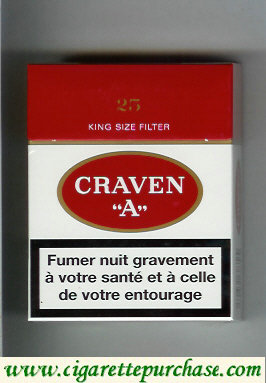 25
KING SIZE FILTER
CRAVEN
"A"
Fumer nuit gravement
à votre santé et à celle
de votre entourage
www.cigarettepurchase.com